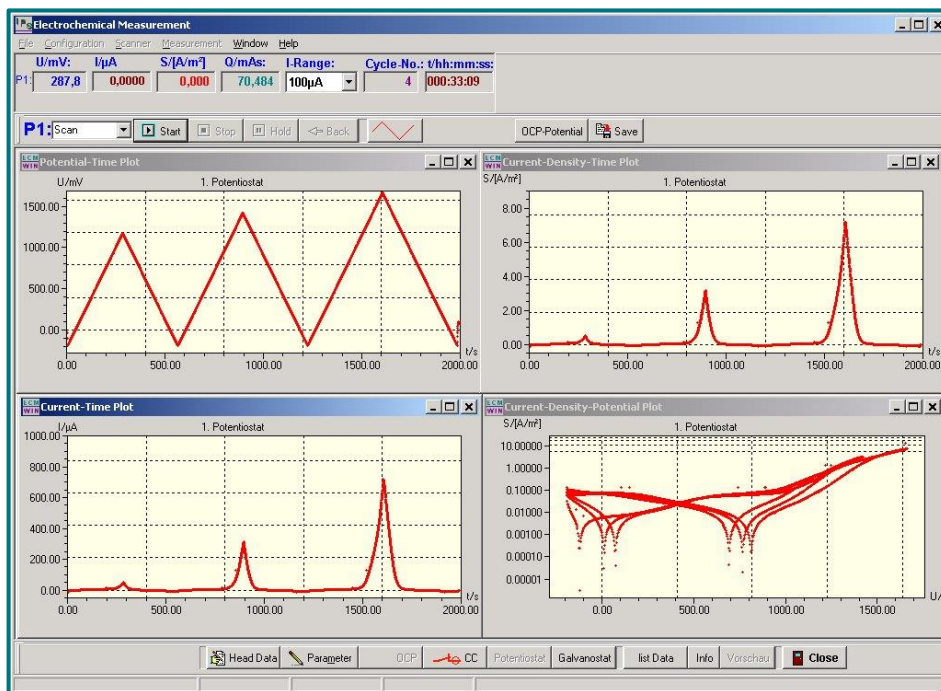 Electrochemical Measurement
File Configuration Scanner Measurement Window Help
U/mV: I/µA S/[A/m²] Q/mAs: I-Range: Cycle-No.: t/hh:mm:ss:
P1: 287,8 0,0000 0,000 70,484 100µA 4 000:33:09
P1: Scan Start Stop Hold Back OCP-Potential Save
ECM WIN Potential-Time Plot
U/mV 1. Potentiostat
1500.00
1000.00
500.00
0.00
0.00 500.00 1000.00 1500.00 2000.00
t/s
ECM WIN Current-Density-Time Plot
S/[A/m²] 1. Potentiostat
8.00
6.00
4.00
2.00
0.00
0.00 500.00 1000.00 1500.00 2000.00
t/s
ECM WIN Current-Time Plot
I/µA 1. Potentiostat
1000.00
800.00
600.00
400.00
200.00
0.00
0.00 500.00 1000.00 1500.00 2000.00
t/s
ECM WIN Current-Density-Potential Plot
S/[A/m²] 1. Potentiostat
10.00000
1.00000
0.10000
0.01000
0.00100
0.00010
0.00001
0.00 500.00 1000.00 1500.00
U/
Head Data Parameter OCP CC Potentiostat Galvanostat list Data Info Vorschau Close